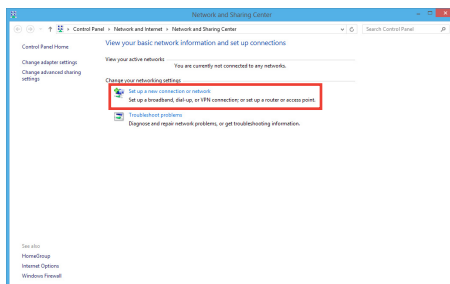 Network and Sharing Center
Control Panel › Network and Internet › Network and Sharing Center
Search Control Panel
Control Panel Home
Change adapter settings
Change advanced sharing
settings
View your basic network information and set up connections
View your active networks
You are currently not connected to any networks.
Change your networking settings
Set up a new connection or network
Set up a broadband, dial-up, or VPN connection; or set up a router or access point.
Troubleshoot problems
Diagnose and repair network problems, or get troubleshooting information.
See also
HomeGroup
Internet Options
Windows Firewall